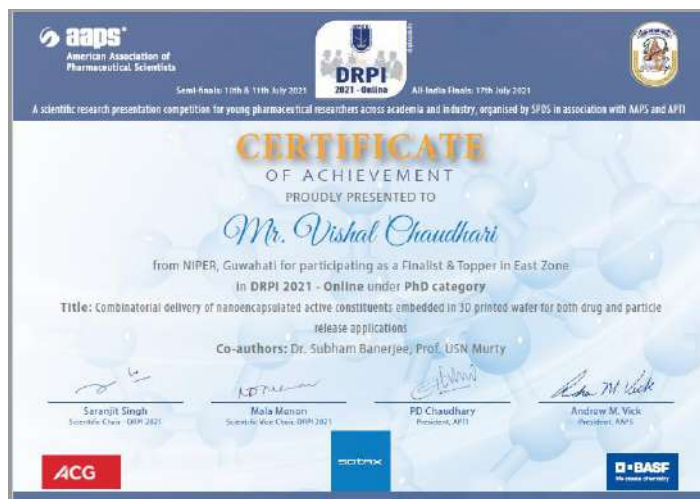 aaps
American Association of
Pharmaceutical Scientists
DRPI
2021 - Online
Semi-finals: 10th & 11th July 2021
All-India Finals: 17th July 2021
A scientific research presentation competition for young pharmaceutical researchers across academia and industry, organised by SPDS in association with AAPS and APTI
CERTIFICATE
OF ACHIEVEMENT
PROUDLY PRESENTED TO
Mr. Vishal Chaudhari
from NIPER, Guwahati for participating as a Finalist & Topper in East Zone
in DRPI 2021 - Online under PhD category
Title: Combinatorial delivery of nanoencapsulated active constituents embedded in 3D printed wafer for both drug and particle
release applications
Co-authors: Dr. Subham Banerjee, Prof. USN Murty
Saranjit Singh
Scientific Chair - DRPI 2021
Mala Menon
Scientific Vice Chair, DRPI 2021
PD Chaudhary
President, APTI
Andrew M. Vick
President, AAPS
ACG
sotax
BASF
We create chemistry